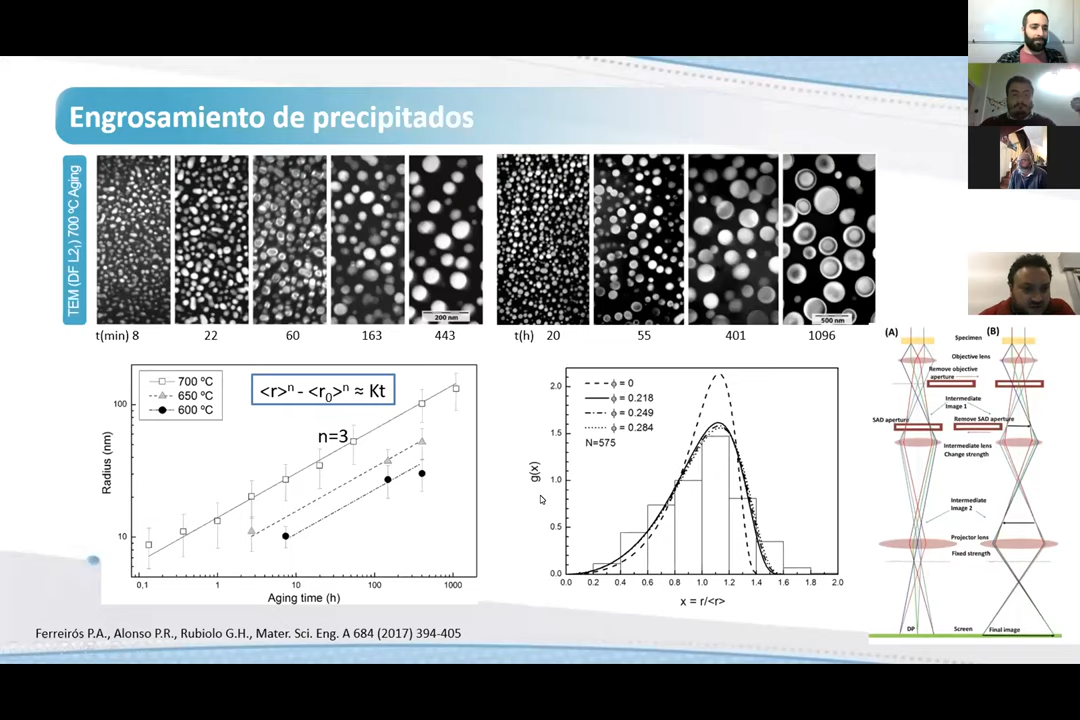 Engrosamiento de precipitados
TEM (DF L2₁) 700 ºC Aging
200 nm
500 nm
t(min) 8 22 60 163 443
t(h) 20 55 401 1096
700 ºC
650 ºC
600 ºC
<r>ⁿ - <r₀>ⁿ ≈ Kt
n=3
Radius (nm)
100
10
0,1 1 10 100 1000
Aging time (h)
ϕ = 0
ϕ = 0.218
ϕ = 0.249
ϕ = 0.284
N=575
g(x)
2.0
1.5
1.0
0.5
0.0
0.0 0.2 0.4 0.6 0.8 1.0 1.2 1.4 1.6 1.8 2.0
x = r/<r>
(A) (B)
Specimen
Objective lens
Remove objective
aperture
Intermediate
Image 1
SAD aperture
Remove SAD aperture
Intermediate lens
Change strength
Intermediate
Image 2
Projector lens
Fixed strength
DP Screen Final image
Ferreirós P.A., Alonso P.R., Rubiolo G.H., Mater. Sci. Eng. A 684 (2017) 394-405